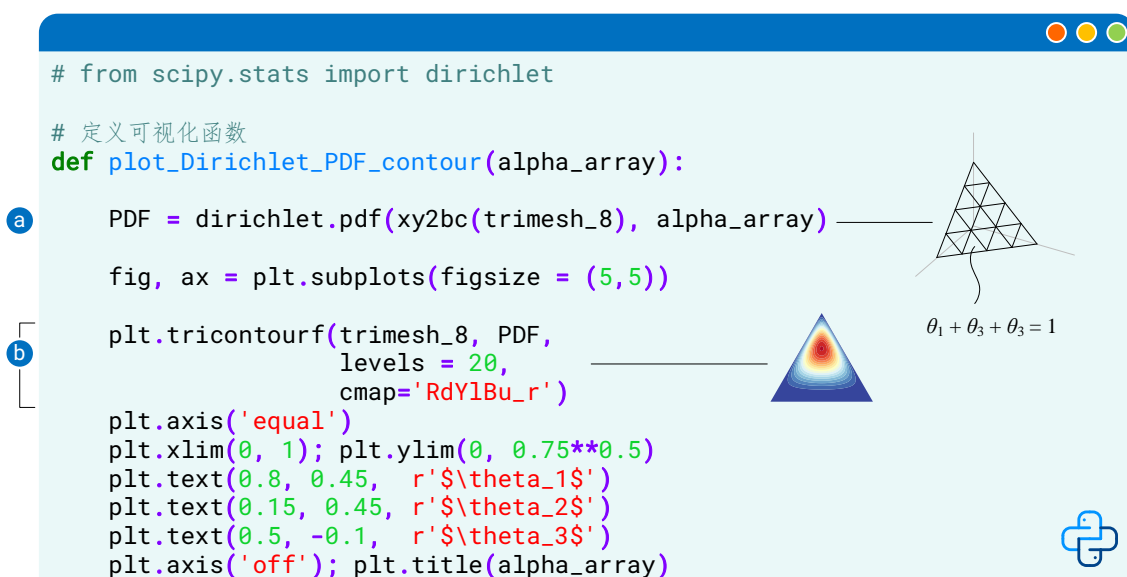 # from scipy.stats import dirichlet
# 定义可视化函数
def plot_Dirichlet_PDF_contour(alpha_array):
a
PDF = dirichlet.pdf(xy2bc(trimesh_8), alpha_array)
fig, ax = plt.subplots(figsize = (5,5))
θ1 + θ3 + θ3 = 1
b
plt.tricontourf(trimesh_8, PDF,
levels = 20,
cmap='RdYlBu_r')
plt.axis('equal')
plt.xlim(0, 1); plt.ylim(0, 0.75**0.5)
plt.text(0.8, 0.45,  r'$\theta_1$')
plt.text(0.15, 0.45, r'$\theta_2$')
plt.text(0.5, -0.1,  r'$\theta_3$')
plt.axis('off'); plt.title(alpha_array)